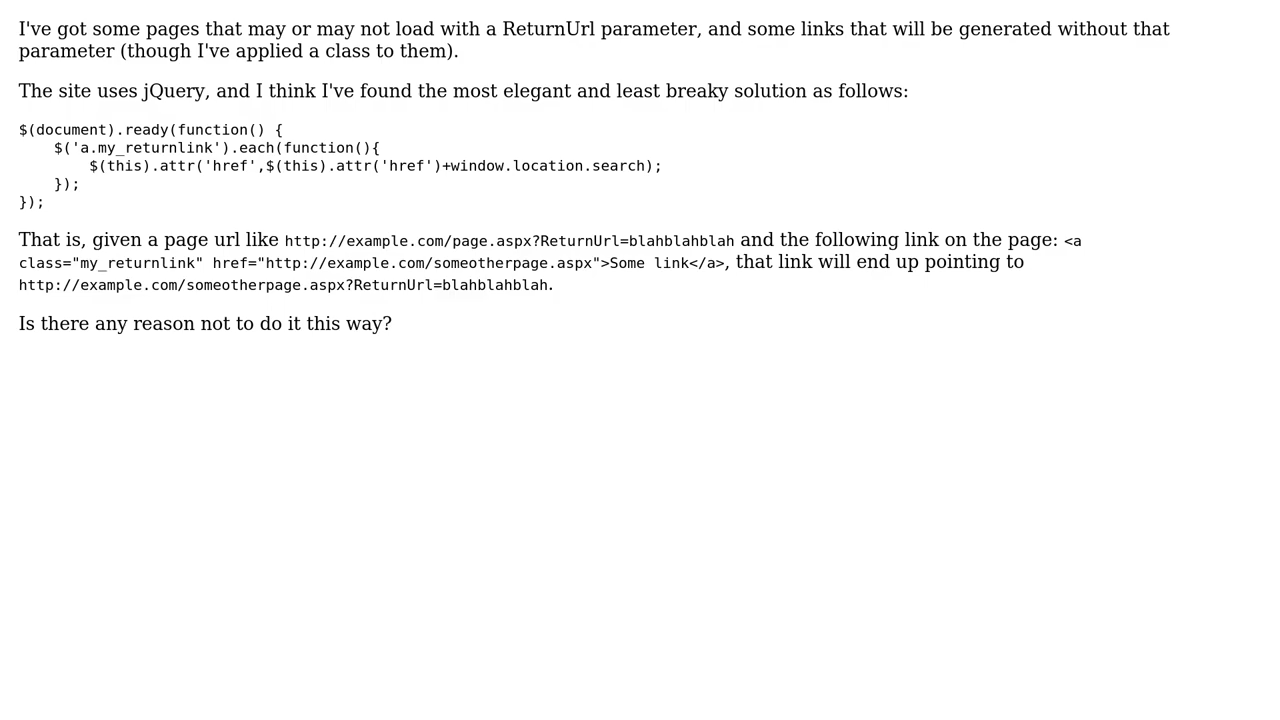 I've got some pages that may or may not load with a ReturnUrl parameter, and some links that will be generated without that
parameter (though I've applied a class to them).
The site uses jQuery, and I think I've found the most elegant and least breaky solution as follows:
$(document).ready(function() {
    $('a.my_returnlink').each(function(){
        $(this).attr('href',$(this).attr('href')+window.location.search);
    });
});
That is, given a page url like http://example.com/page.aspx?ReturnUrl=blahblahblah and the following link on the page: <a
class="my_returnlink" href="http://example.com/someotherpage.aspx">Some link</a>, that link will end up pointing to
http://example.com/someotherpage.aspx?ReturnUrl=blahblahblah.
Is there any reason not to do it this way?